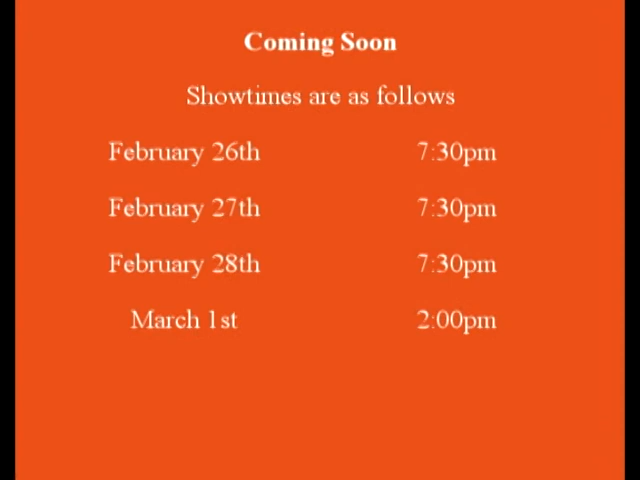 Coming Soon
Showtimes are as follows
February 26th 7:30pm
February 27th 7:30pm
February 28th 7:30pm
March 1st 2:00pm